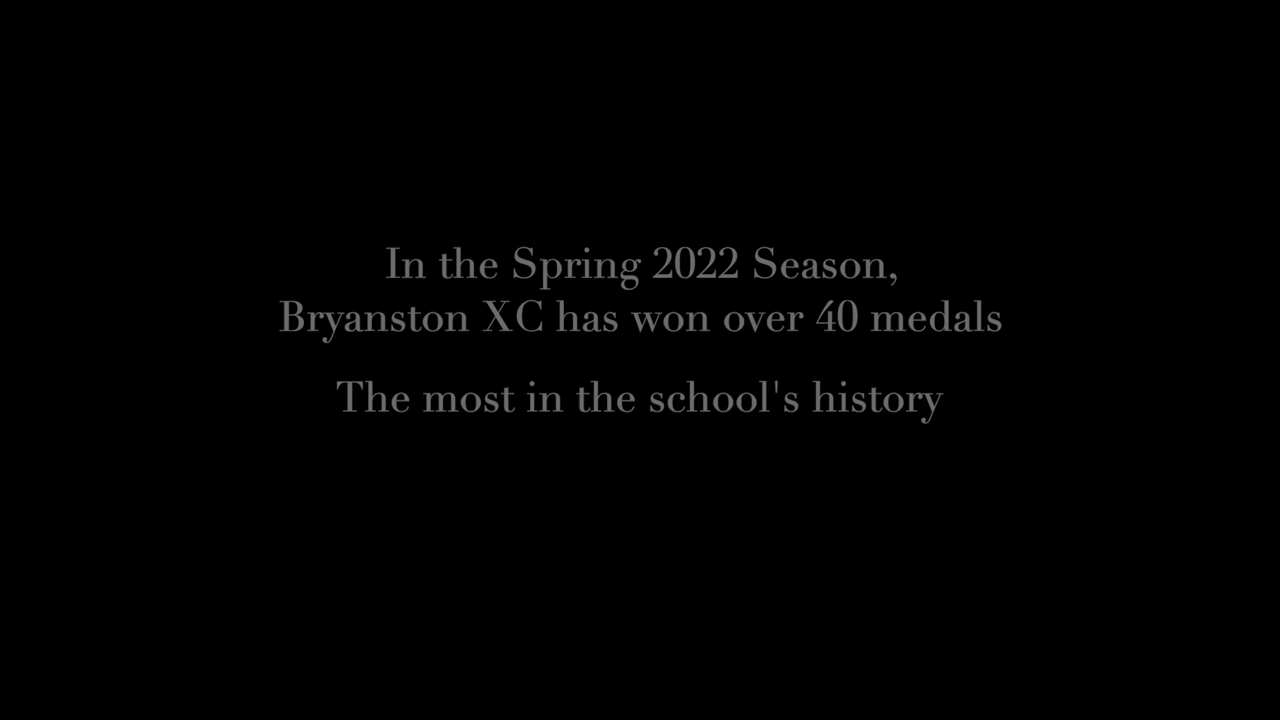 In the Spring 2022 Season,
Bryanston XC has won over 40 medals
The most in the school's history